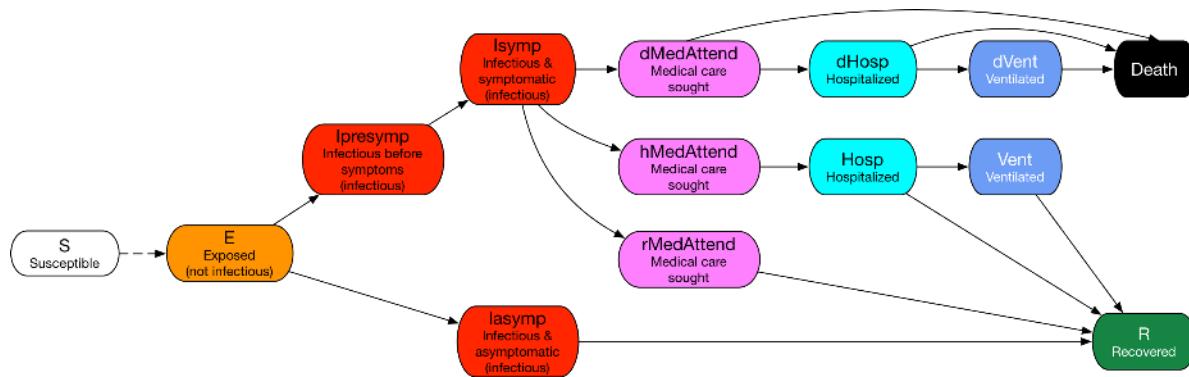 Isymp
Infectious &
symptomatic
(infectious)
dMedAttend
Medical care
sought
dHosp
Hospitalized
dVent
Ventilated
Death
Ipresymp
Infectious before
symptoms
(infectious)
hMedAttend
Medical care
sought
Hosp
Hospitalized
Vent
Ventilated
S
Susceptible
E
Exposed
(not infectious)
rMedAttend
Medical care
sought
Iasymp
Infectious &
asymptomatic
(infectious)
R
Recovered